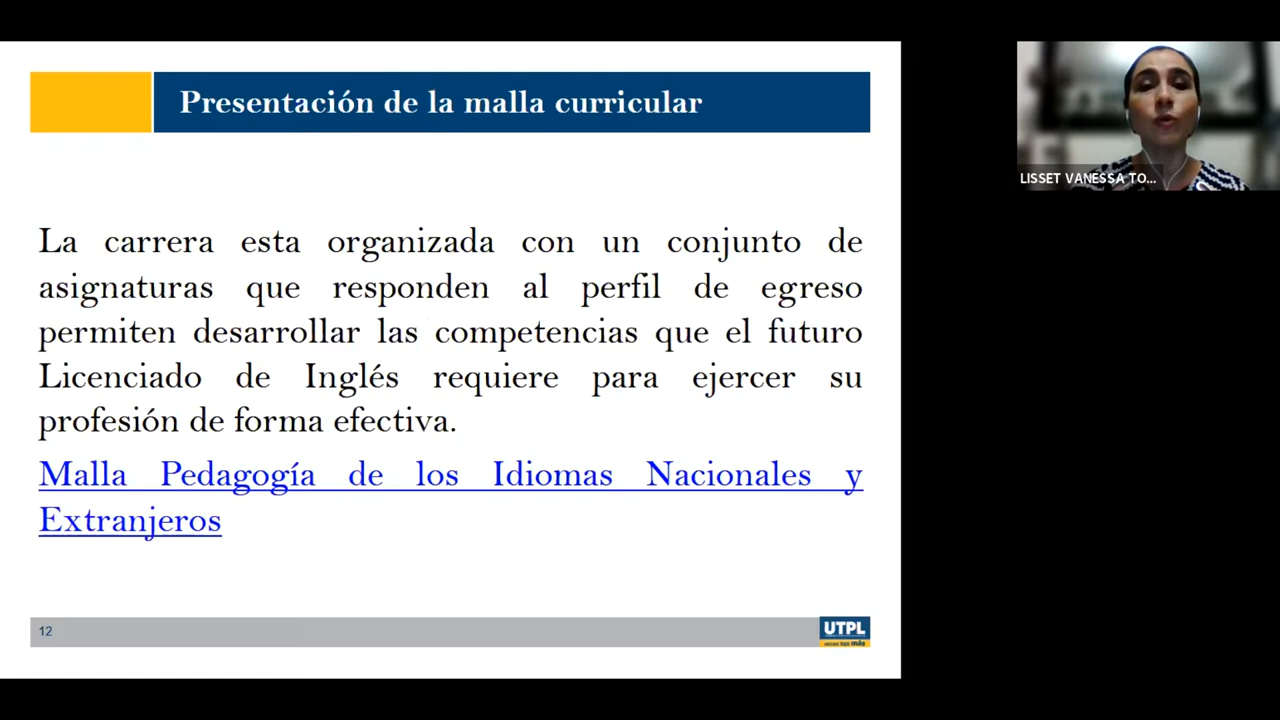 Presentación de la malla curricular
La carrera esta organizada con un conjunto de
asignaturas que responden al perfil de egreso
permiten desarrollar las competencias que el futuro
Licenciado de Inglés requiere para ejercer su
profesión de forma efectiva.
Malla Pedagogía de los Idiomas Nacionales y
Extranjeros
12
UTPL
LISSET VANESSA TO...